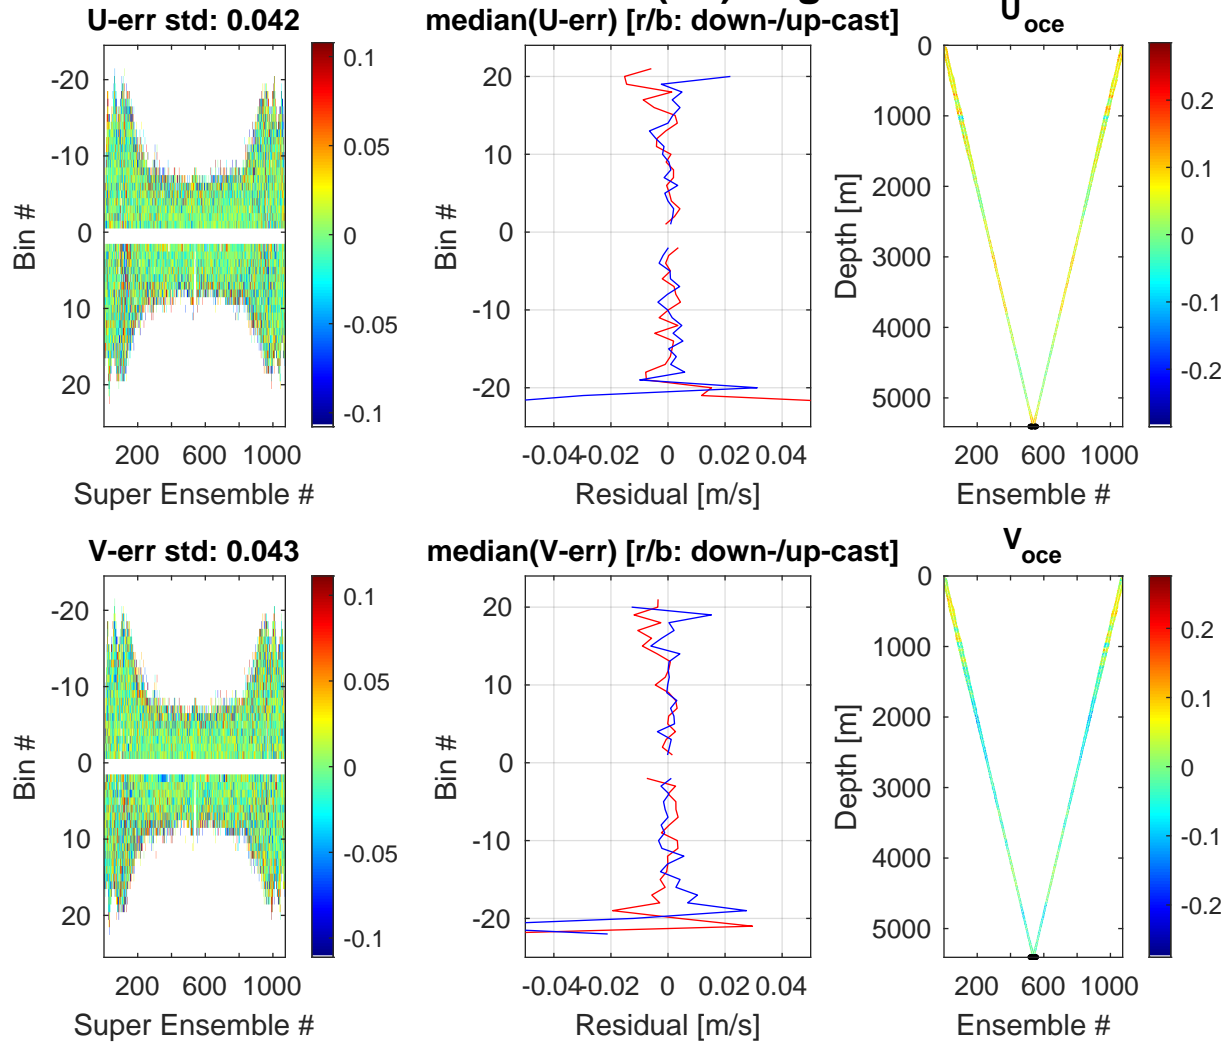 U-err std: 0.042
median(U-err) [r/b: down-/up-cast]
U_oce
0.1
0.05
0
-0.05
-0.1
-20
-10
0
10
20
Bin #
200 600 1000
Super Ensemble #
20
10
0
-10
-20
Bin #
-0.04 -0.02 0 0.02 0.04
Residual [m/s]
0
1000
2000
3000
4000
5000
Depth [m]
0 200 600 1000
Ensemble #
0.2
0.1
0
-0.1
-0.2
V-err std: 0.043
median(V-err) [r/b: down-/up-cast]
V_oce
0.1
0.05
0
-0.05
-0.1
-20
-10
0
10
20
Bin #
200 600 1000
Super Ensemble #
20
10
0
-10
-20
Bin #
-0.04 -0.02 0 0.02 0.04
Residual [m/s]
0
1000
2000
3000
4000
5000
Depth [m]
0 200 600 1000
Ensemble #
0.2
0.1
0
-0.1
-0.2